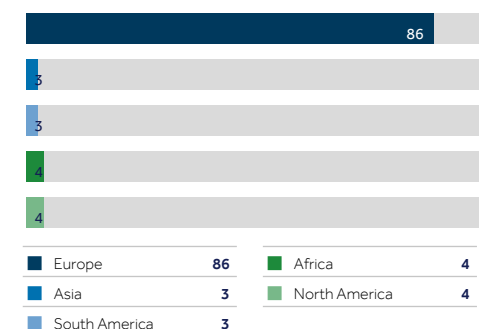 86
3
3
4
4
Europe 86
Asia 3
South America 3
Africa 4
North America 4